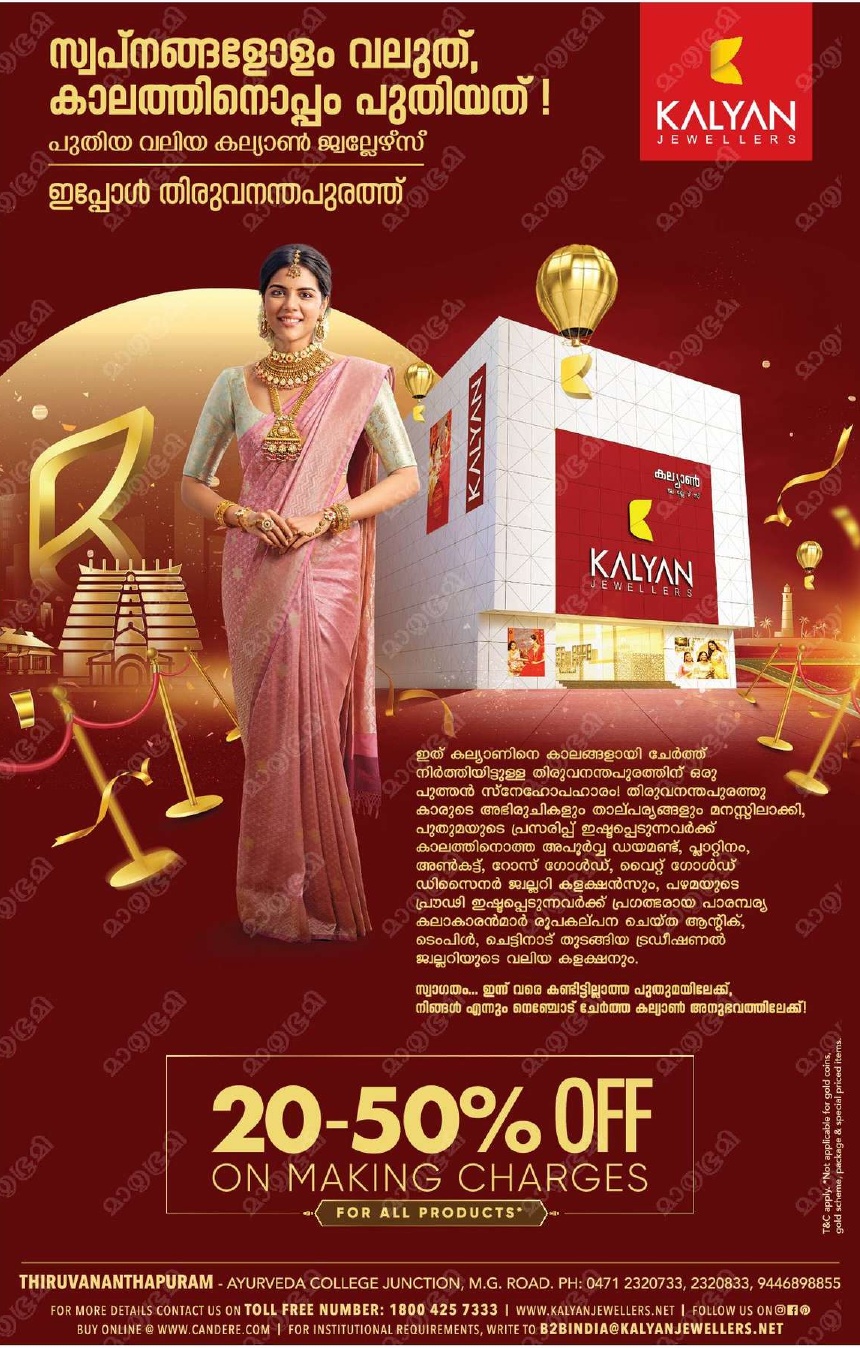 സ്വപ്നങ്ങളോളം വലുത്,
കാലത്തിനൊപ്പം പുതിയത് !
പുതിയ വലിയ കല്യാൺ ജ്വല്ലേഴ്സ്
ഇപ്പോൾ തിരുവനന്തപുരത്ത്
KALYAN
JEWELLERS
KALYAN
കല്യാൺ
ജ്വല്ലേഴ്സ്
KALYAN
JEWELLERS
ഇത് കല്യാണിനെ കാലങ്ങളായി ചേർത്ത്
നിർത്തിയിട്ടുള്ള തിരുവനന്തപുരത്തിന് ഒരു
പുത്തൻ സ്നേഹോപഹാരം! തിരുവനന്തപുരത്തു
കാരുടെ അഭിരുചികളും താല്പര്യങ്ങളും മനസ്സിലാക്കി,
പുതുമയുടെ പ്രസരിപ്പ് ഇഷ്ടപ്പെടുന്നവർക്ക്
കാലത്തിനൊത്ത അപൂർവ്വ ഡയമണ്ട്, പ്ലാറ്റിനം,
അൺകട്ട്, റോസ് ഗോൾഡ്, വൈറ്റ് ഗോൾഡ്
ഡിസൈനർ ജ്വല്ലറി കളക്ഷൻസും, പഴമയുടെ
പ്രൗഢി ഇഷ്ടപ്പെടുന്നവർക്ക് പ്രഗത്ഭരായ പാരമ്പര്യ
കലാകാരൻമാർ രൂപകല്പന ചെയ്ത ആന്റിക്,
ടെംപിൾ, ചെട്ടിനാട് തുടങ്ങിയ ട്രഡീഷണൽ
ജ്വല്ലറിയുടെ വലിയ കളക്ഷനും.
സ്വാഗതം... ഇന്ന് വരെ കണ്ടിട്ടില്ലാത്ത പുതുമയിലേക്ക്,
നിങ്ങൾ എന്നും നെഞ്ചോട് ചേർത്ത കല്യാൺ അനുഭവത്തിലേക്ക്!
20-50% OFF
ON MAKING CHARGES
FOR ALL PRODUCTS*
T&C apply. *Not applicable for gold coins,
gold scheme, package & special priced items.
THIRUVANANTHAPURAM - AYURVEDA COLLEGE JUNCTION, M.G. ROAD. PH: 0471 2320733, 2320833, 9446898855
FOR MORE DETAILS CONTACT US ON TOLL FREE NUMBER: 1800 425 7333 | WWW.KALYANJEWELLERS.NET | FOLLOW US ON
BUY ONLINE @ WWW.CANDERE.COM | FOR INSTITUTIONAL REQUIREMENTS, WRITE TO B2BINDIA@KALYANJEWELLERS.NET
മാതൃഭൂമി